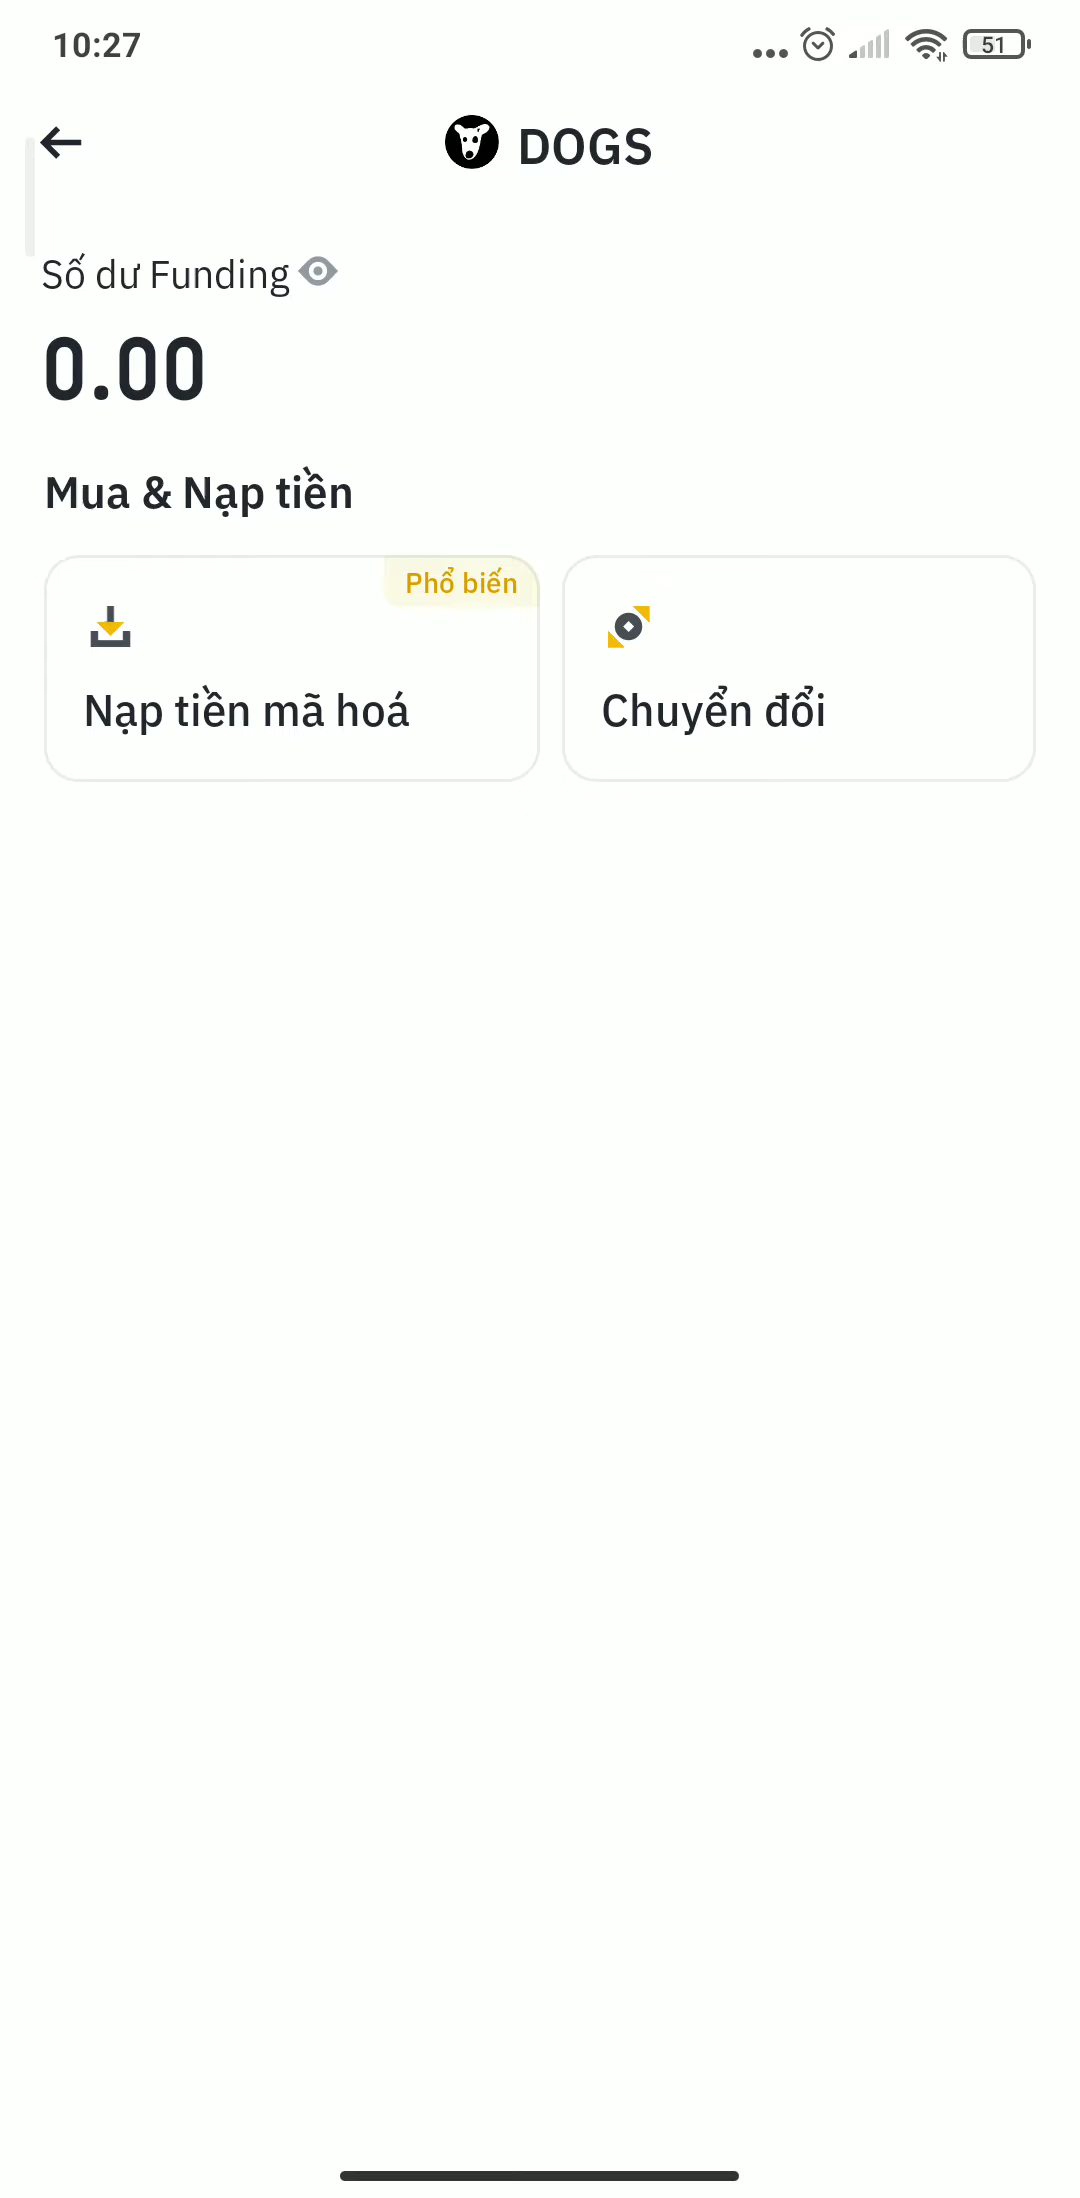 10:27
51
DOGS
Số dư Funding
0.00
Mua & Nạp tiền
Phổ biến
Nạp tiền mã hoá
Chuyển đổi